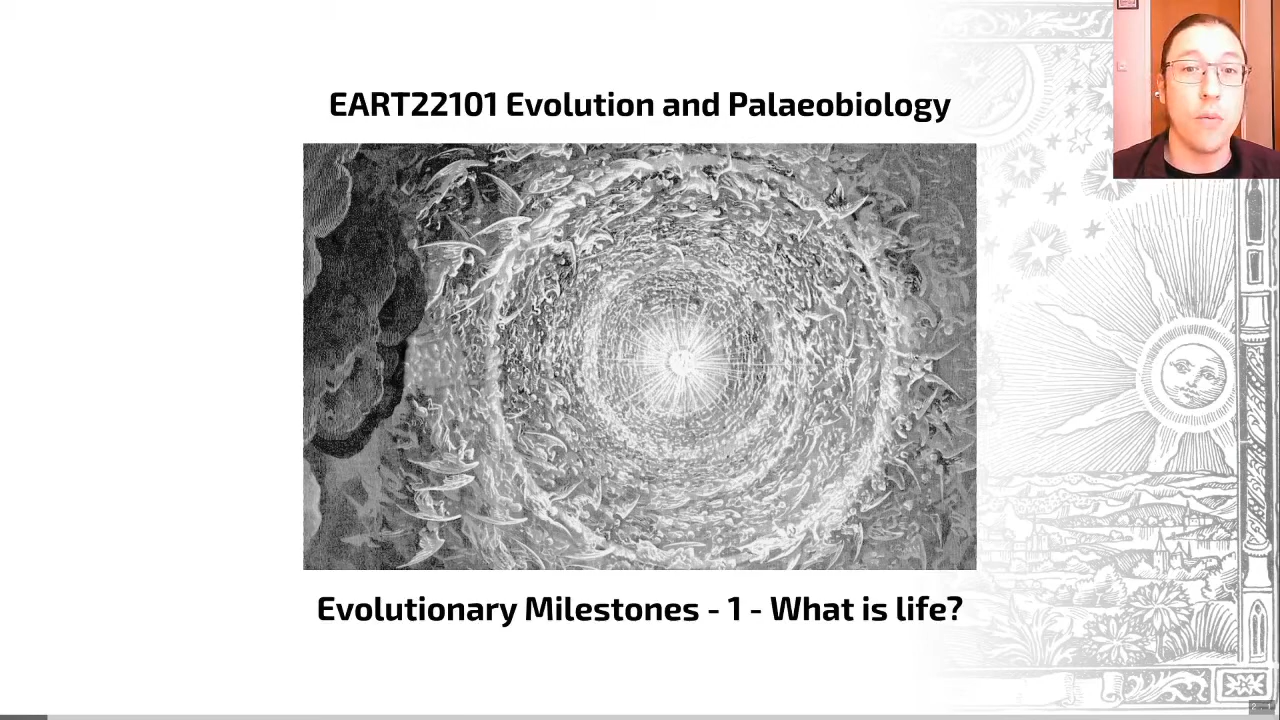 EART22101 Evolution and Palaeobiology
Evolutionary Milestones - 1 - What is life?